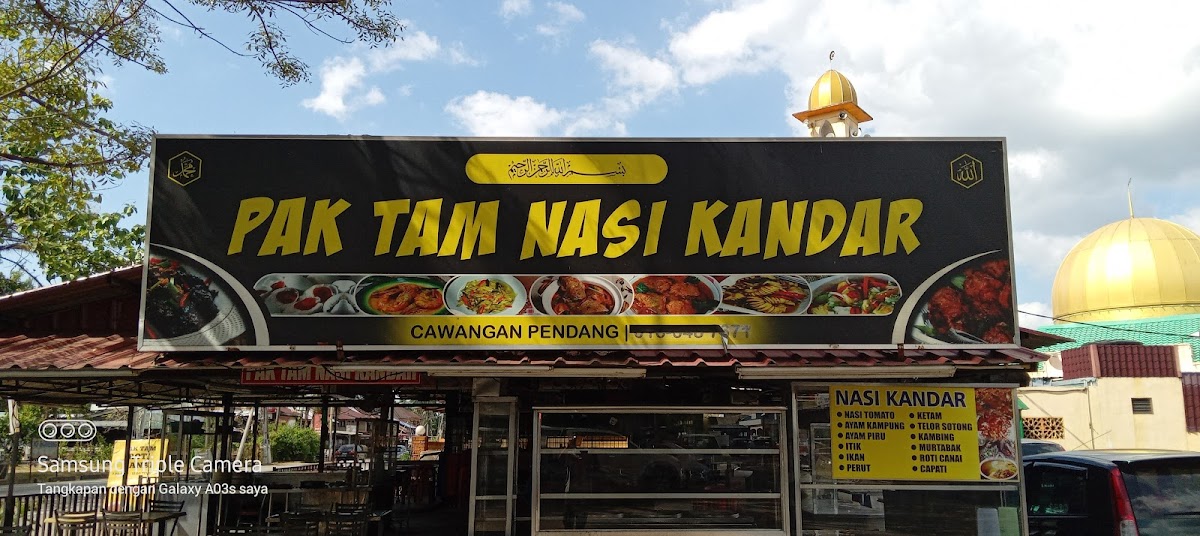 بسم الله الرحمن الرحيم
محمد
الله
PAK TAM NASI KANDAR
CAWANGAN PENDANG |
PAK TAM NASI KANDAR
NASI KANDAR
● NASI TOMATO
● AYAM KAMPUNG
● AYAM PIRU
● ITIK
● IKAN
● PERUT
● KETAM
● TELOR SOTONG
● KAMBING
● MURTABAK
● ROTI CANAI
● CAPATI
PAK TAM
Samsung Triple Camera
Tangkapan dengan Galaxy A03s saya